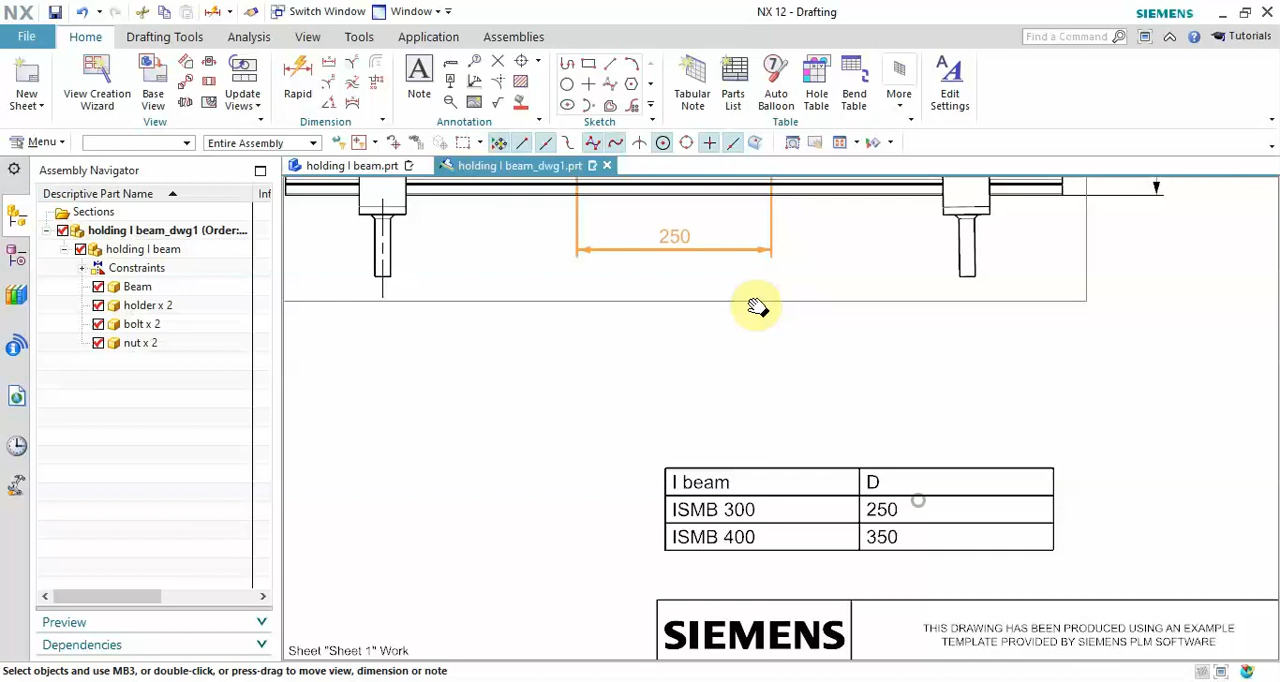 NX
Switch Window
Window
NX 12 - Drafting
SIEMENS
File
Home
Drafting Tools
Analysis
View
Tools
Application
Assemblies
Find a Command
Tutorials
New Sheet
View Creation Wizard
Base View
Update Views
View
Rapid
Dimension
Note
Annotation
Sketch
Tabular Note
Parts List
Auto Balloon
Hole Table
Bend Table
Table
More
Edit Settings
Menu
Entire Assembly
Assembly Navigator
holding I beam.prt
holding I beam_dwg1.prt
Descriptive Part Name
Inf
Sections
holding I beam_dwg1 (Order:...
holding I beam
Constraints
Beam
holder x 2
bolt x 2
nut x 2
250
I beam D
ISMB 300 250
ISMB 400 350
Preview
Dependencies
SIEMENS
THIS DRAWING HAS BEEN PRODUCED USING AN EXAMPLE
TEMPLATE PROVIDED BY SIEMENS PLM SOFTWARE
Sheet "Sheet 1" Work
Select objects and use MB3, or double-click, or press-drag to move view, dimension or note